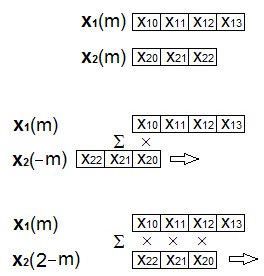 x₁(m) x₁₀ x₁₁ x₁₂ x₁₃
x₂(m) x₂₀ x₂₁ x₂₂
x₁(m) x₁₀ x₁₁ x₁₂ x₁₃
Σ ×
x₂(−m) x₂₂ x₂₁ x₂₀
x₁(m) x₁₀ x₁₁ x₁₂ x₁₃
Σ × × ×
x₂(2−m) x₂₂ x₂₁ x₂₀